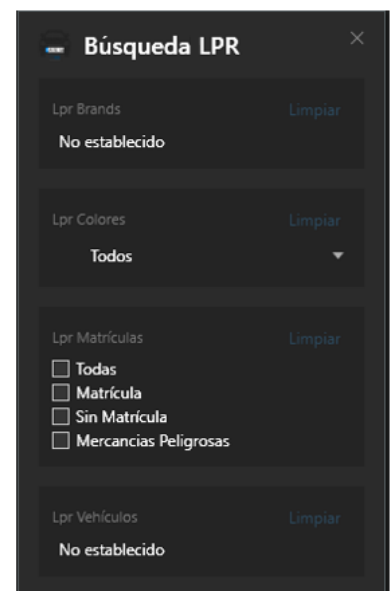 Búsqueda LPR
Lpr Brands Limpiar
No establecido
Lpr Colores Limpiar
Todos
Lpr Matrículas Limpiar
Todas
Matrícula
Sin Matrícula
Mercancias Peligrosas
Lpr Vehículos Limpiar
No establecido